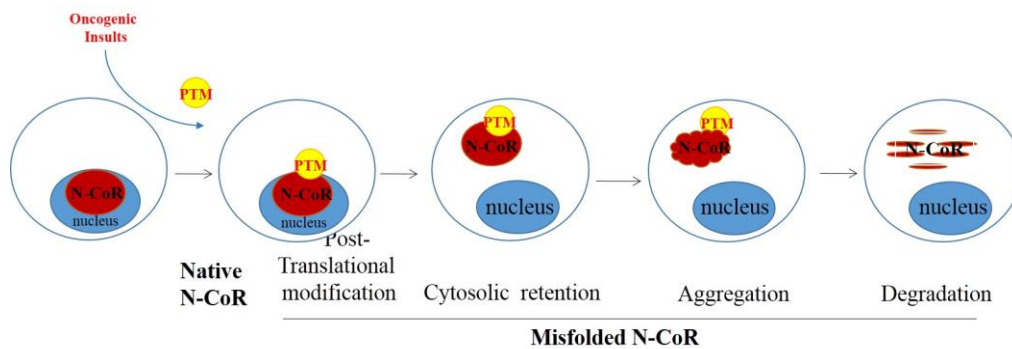 Oncogenic
Insults
PTM
N-CoR
nucleus
PTM
N-CoR
nucleus
PTM
N-CoR
nucleus
PTM
N-CoR
nucleus
N-CoR
nucleus
Native
N-CoR
Post-
Translational
modification
Cytosolic retention
Aggregation
Degradation
Misfolded N-CoR